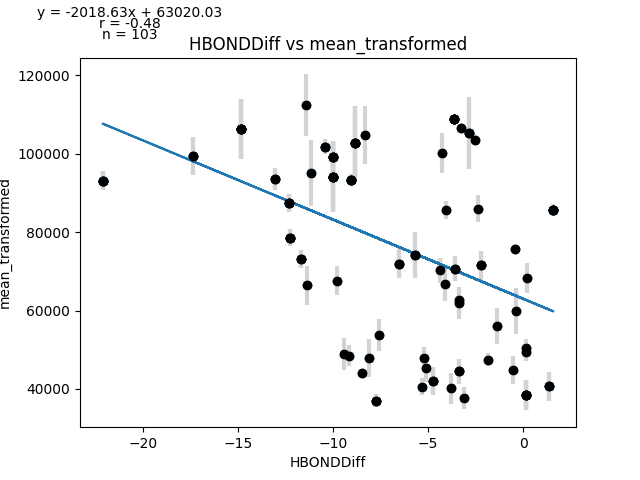 y = -2018.63x + 63020.03
r = -0.48
n = 103
HBONDDiff vs mean_transformed
120000
100000
80000
60000
40000
mean_transformed
−20
−15
−10
−5
0
HBONDDiff